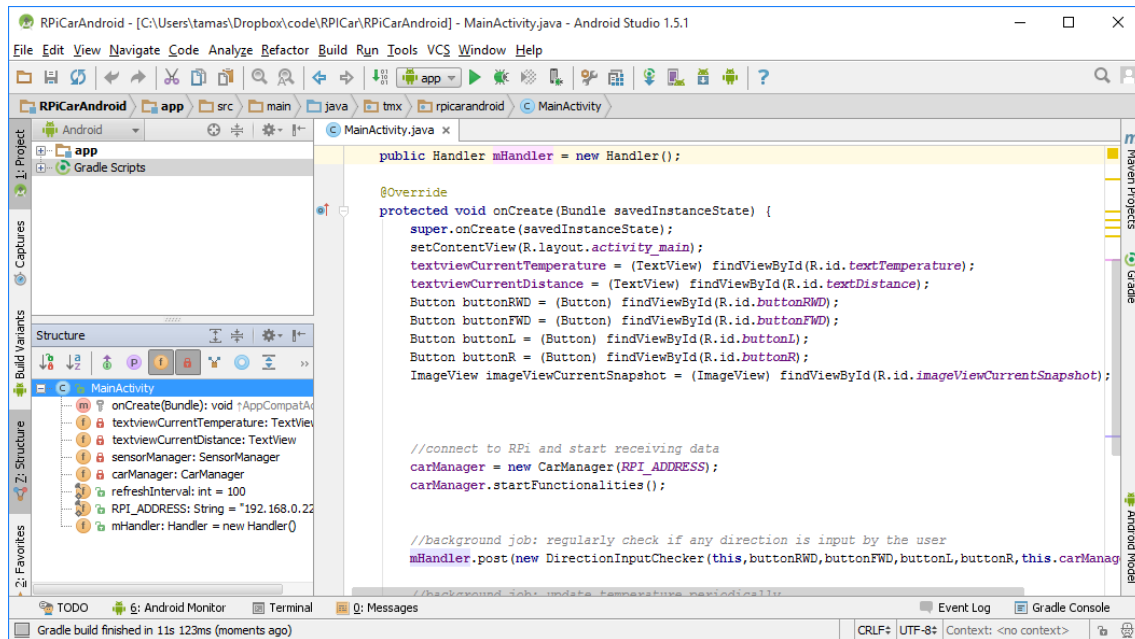 RPiCarAndroid - [C:\Users\tamas\Dropbox\code\RPICar\RPiCarAndroid] - MainActivity.java - Android Studio 1.5.1
File Edit View Navigate Code Analyze Refactor Build Run Tools VCS Window Help
app
RPiCarAndroid app src main java tmx rpicarandroid MainActivity
1: Project
Captures
Build Variants
Z: Structure
2: Favorites
Android
app
Gradle Scripts
Structure
MainActivity
onCreate(Bundle): void ↑AppCompatAc
textviewCurrentTemperature: TextView
textviewCurrentDistance: TextView
sensorManager: SensorManager
carManager: CarManager
refreshInterval: int = 100
RPI_ADDRESS: String = "192.168.0.22
mHandler: Handler = new Handler()
MainActivity.java
public Handler mHandler = new Handler();
@Override
protected void onCreate(Bundle savedInstanceState) {
super.onCreate(savedInstanceState);
setContentView(R.layout.activity_main);
textviewCurrentTemperature = (TextView) findViewById(R.id.textTemperature);
textviewCurrentDistance = (TextView) findViewById(R.id.textDistance);
Button buttonRWD = (Button) findViewById(R.id.buttonRWD);
Button buttonFWD = (Button) findViewById(R.id.buttonFWD);
Button buttonL = (Button) findViewById(R.id.buttonL);
Button buttonR = (Button) findViewById(R.id.buttonR);
ImageView imageViewCurrentSnapshot = (ImageView) findViewById(R.id.imageViewCurrentSnapshot);
//connect to RPi and start receiving data
carManager = new CarManager(RPI_ADDRESS);
carManager.startFunctionalities();
//background job: regularly check if any direction is input by the user
mHandler.post(new DirectionInputChecker(this,buttonRWD,buttonFWD,buttonL,buttonR,this.carManag
//background job: update temperature periodically
Maven Projects
Gradle
Android Model
TODO 6: Android Monitor Terminal 0: Messages Event Log Gradle Console
Gradle build finished in 11s 123ms (moments ago) CRLF UTF-8 Context: <no context>